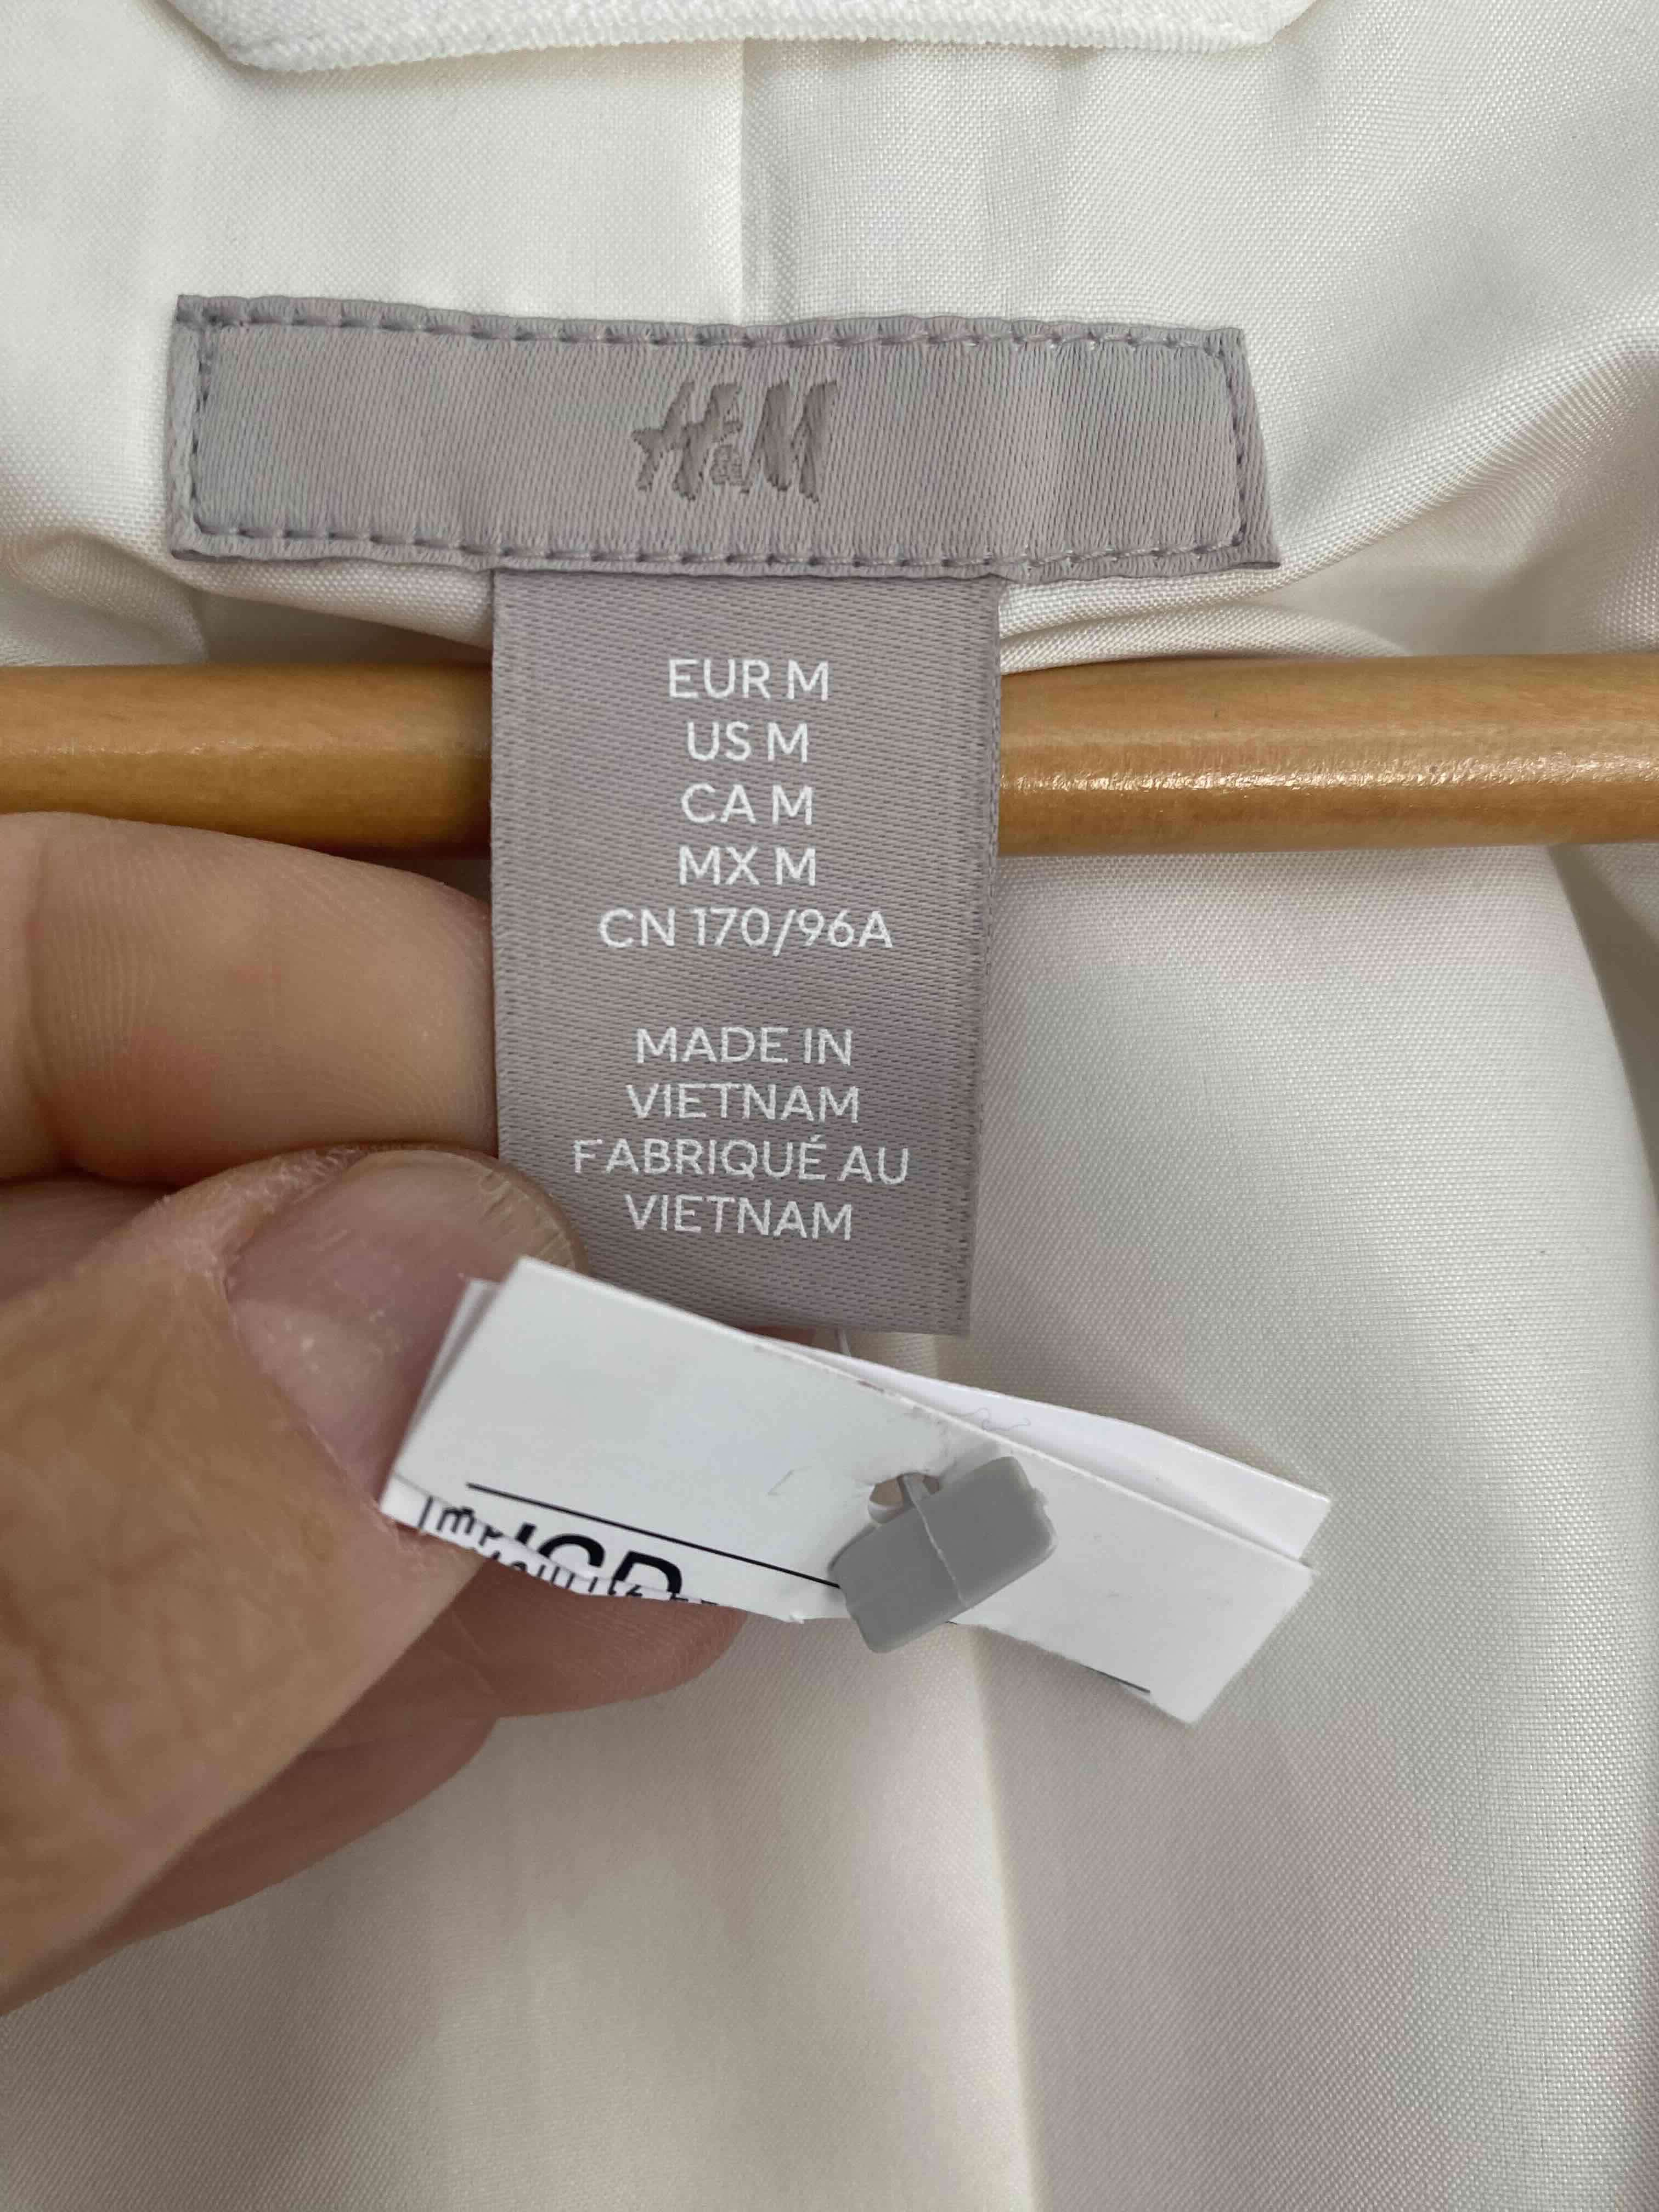 H&M
EUR M
US M
CA M
MX M
CN 170/96A
MADE IN
VIETNAM
FABRIQUÉ AU
VIETNAM